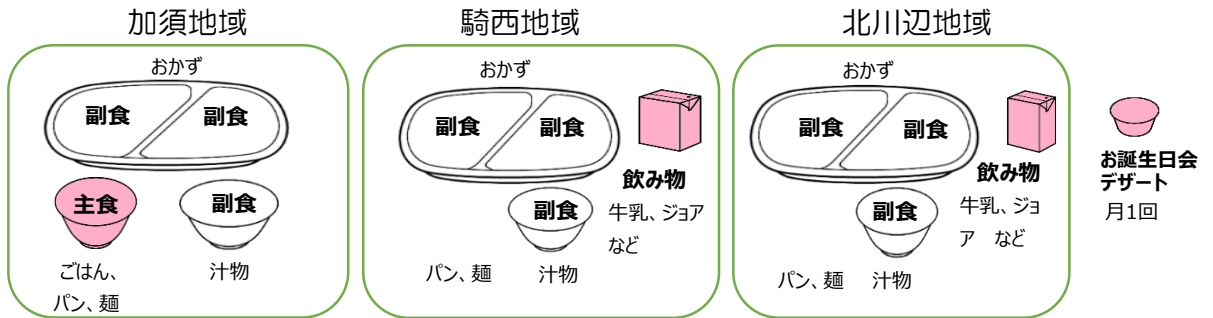 加須地域
おかず
副食
副食
主食
副食
ごはん、
パン、麺
汁物
騎西地域
おかず
副食
副食
飲み物
牛乳、ジョア
など
副食
パン、麺
汁物
北川辺地域
おかず
副食
副食
飲み物
牛乳、ジョ
ア など
副食
パン、麺
汁物
お誕生日会
デザート
月1回